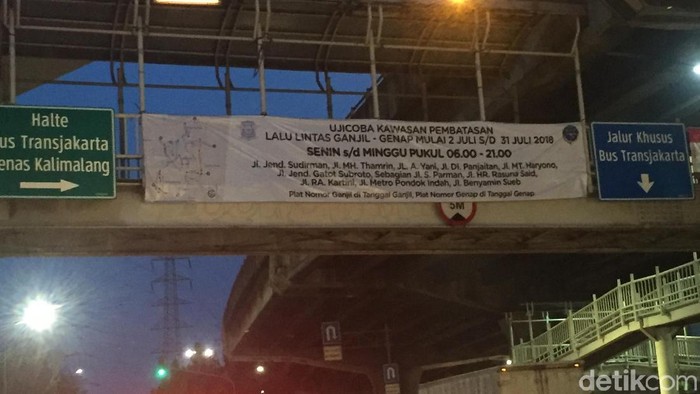 Halte
Bus Transjakarta
enas Kalimalang
UJICOBA KAWASAN PEMBATASAN
LALU LINTAS GANJIL - GENAP MULAI 2 JULI S/D 31 JULI 2018
SENIN s/d MINGGU PUKUL 06.00 - 21.00
Jl. Jend. Sudirman, Jl. MH. Thamrin, JL. A. Yani, Jl. DI. Panjaitan, Jl. MT. Haryono,
Jl. Jend. Gatot Subroto, Sebagian Jl. S. Parman, Jl. HR. Rasuna Said,
JL. RA. Kartini, Jl. Metro Pondok Indah, Jl. Benyamin Sueb
Plat Nomor Ganjil di Tanggal Ganjil, Plat Nomor Genap di Tanggal Genap
Jalur Khusus
Bus Transjakarta
5M
detikcom